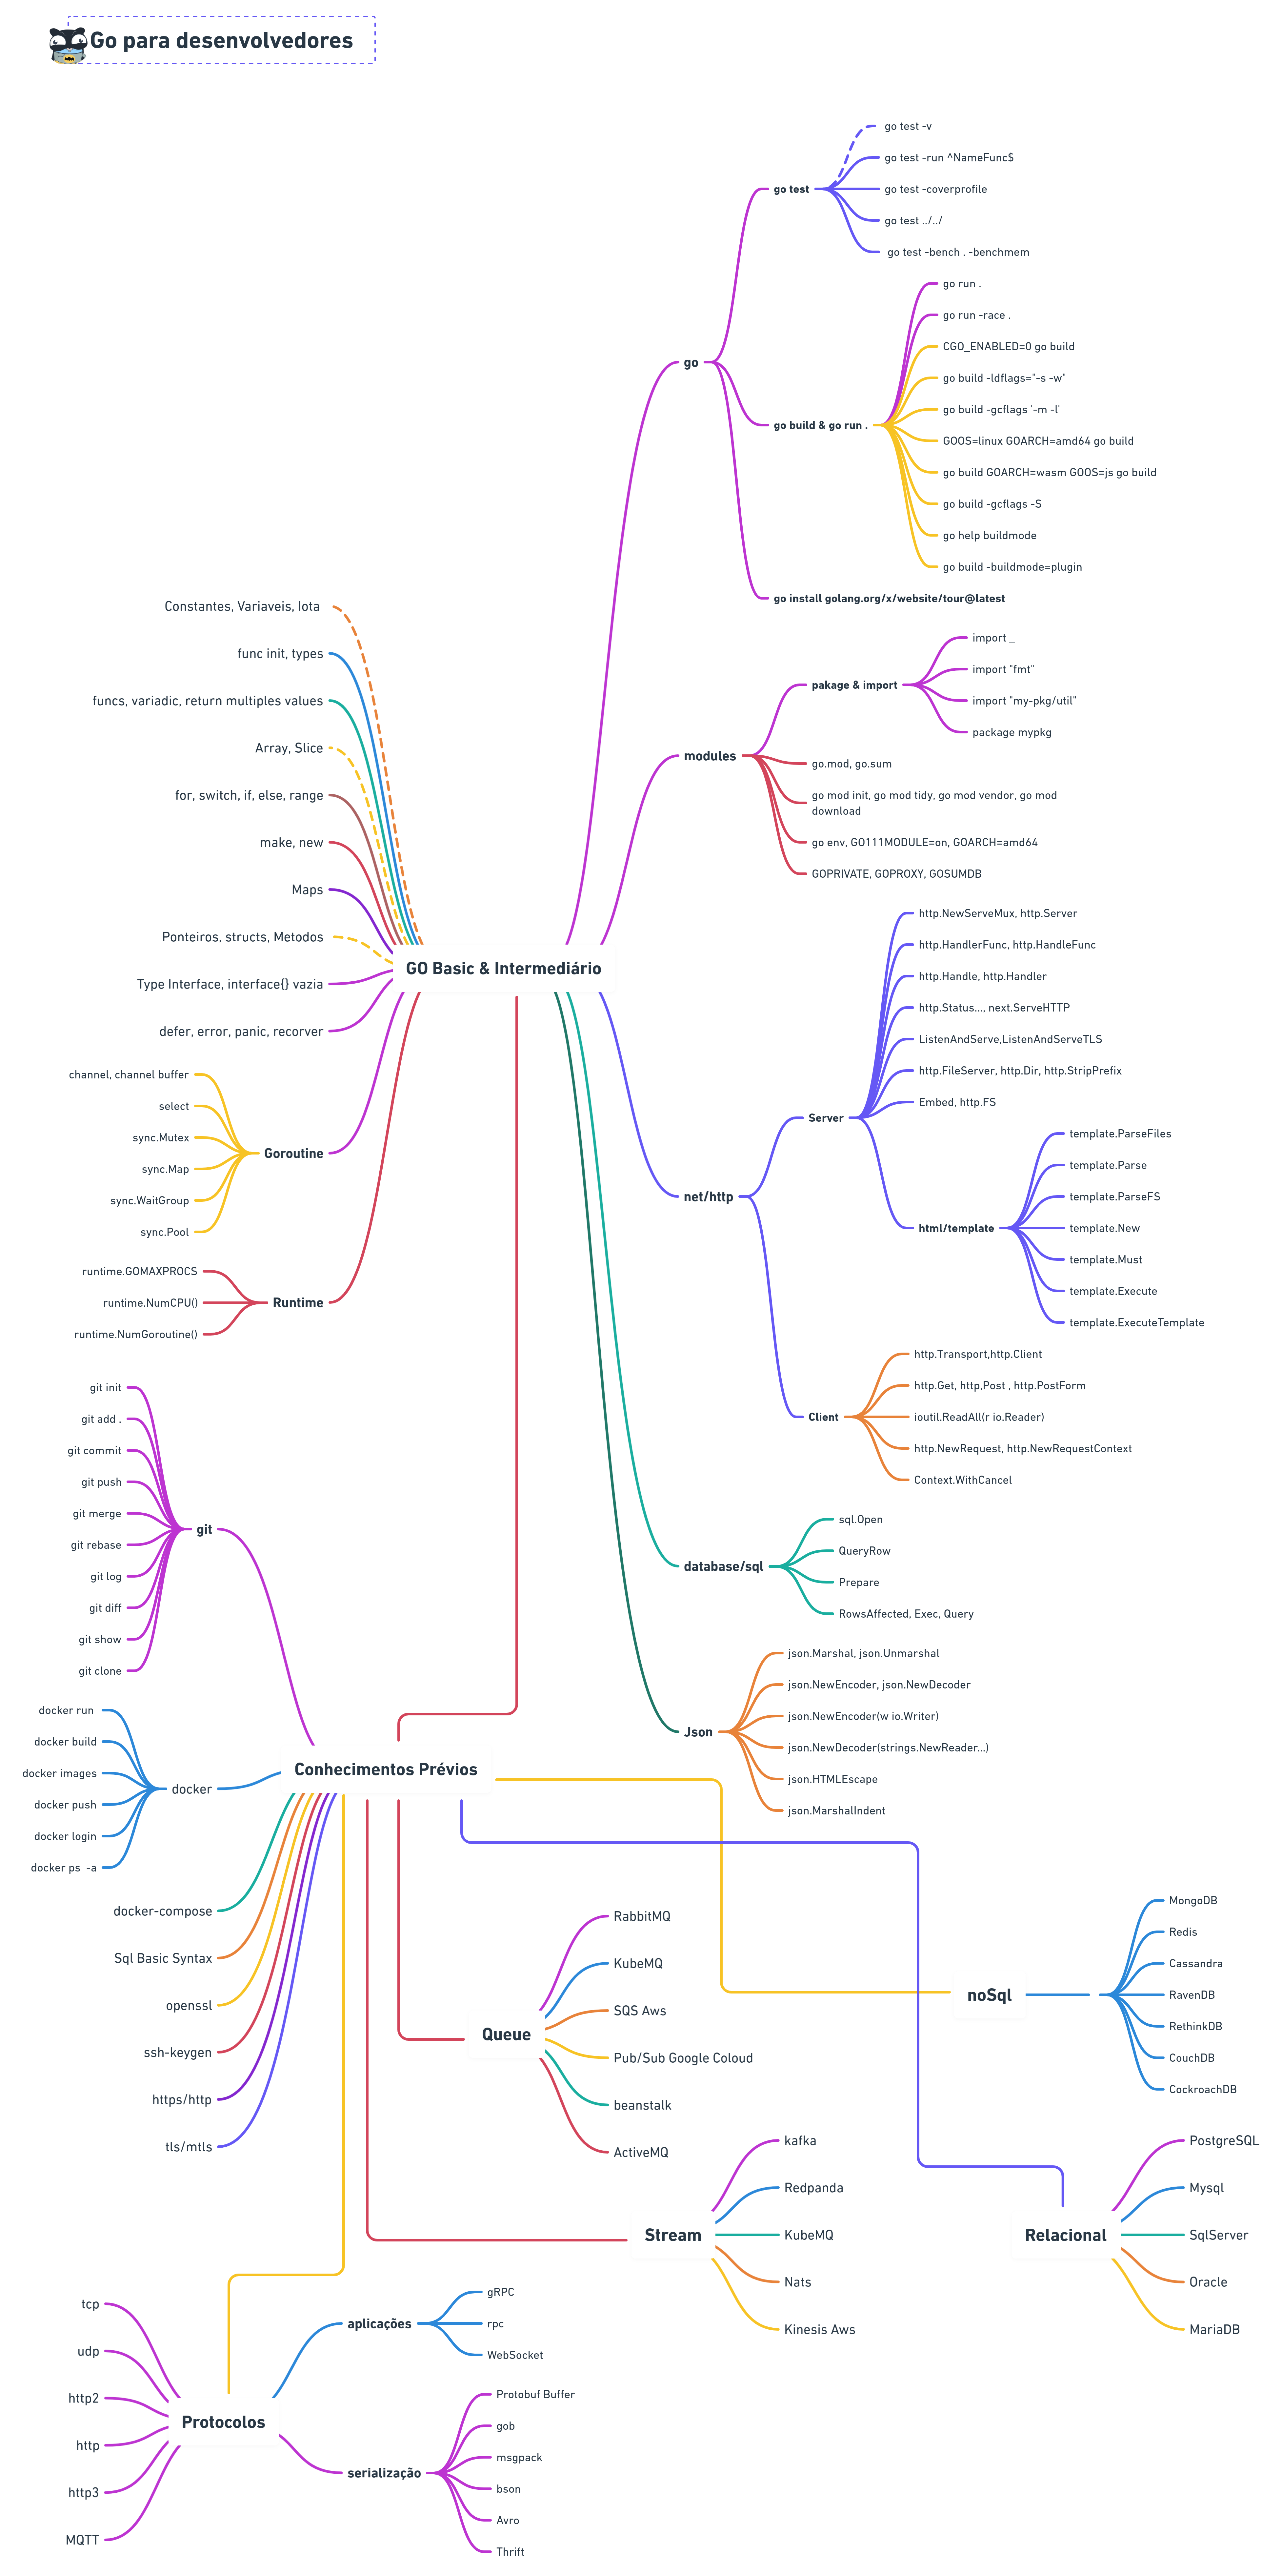 Go para desenvolvedores
go test -v
go test -run ^NameFunc$
go test
go test -coverprofile
go test ../../
go test -bench . -benchmem
go run .
go run -race .
CGO_ENABLED=0 go build
go
go build -ldflags="-s -w"
go build -gcflags '-m -l'
go build & go run .
GOOS=linux GOARCH=amd64 go build
go build GOARCH=wasm GOOS=js go build
go build -gcflags -S
go help buildmode
go build -buildmode=plugin
go install golang.org/x/website/tour@latest
Constantes, Variaveis, Iota
func init, types
funcs, variadic, return multiples values
Array, Slice
for, switch, if, else, range
make, new
Maps
Ponteiros, structs, Metodos
GO Basic & Intermediário
Type Interface, interface{} vazia
defer, error, panic, recorver
channel, channel buffer
select
sync.Mutex
Goroutine
sync.Map
sync.WaitGroup
sync.Pool
runtime.GOMAXPROCS
runtime.NumCPU()
Runtime
runtime.NumGoroutine()
import _
import "fmt"
pakage & import
import "my-pkg/util"
package mypkg
modules
go.mod, go.sum
go mod init, go mod tidy, go mod vendor, go mod
download
go env, GO111MODULE=on, GOARCH=amd64
GOPRIVATE, GOPROXY, GOSUMDB
http.NewServeMux, http.Server
http.HandlerFunc, http.HandleFunc
http.Handle, http.Handler
http.Status..., next.ServeHTTP
ListenAndServe,ListenAndServeTLS
http.FileServer, http.Dir, http.StripPrefix
Embed, http.FS
Server
template.ParseFiles
template.Parse
net/http
template.ParseFS
html/template
template.New
template.Must
template.Execute
template.ExecuteTemplate
http.Transport,http.Client
http.Get, http,Post , http.PostForm
Client
ioutil.ReadAll(r io.Reader)
http.NewRequest, http.NewRequestContext
Context.WithCancel
sql.Open
QueryRow
database/sql
Prepare
RowsAffected, Exec, Query
json.Marshal, json.Unmarshal
json.NewEncoder, json.NewDecoder
json.NewEncoder(w io.Writer)
Json
json.NewDecoder(strings.NewReader...)
json.HTMLEscape
json.MarshalIndent
git init
git add .
git commit
git push
git merge
git
git rebase
git log
git diff
git show
git clone
docker run
docker build
Conhecimentos Prévios
docker images
docker
docker push
docker login
docker ps  -a
docker-compose
Sql Basic Syntax
openssl
ssh-keygen
https/http
tls/mtls
RabbitMQ
KubeMQ
SQS Aws
Queue
Pub/Sub Google Coloud
beanstalk
ActiveMQ
MongoDB
Redis
Cassandra
noSql
RavenDB
RethinkDB
CouchDB
CockroachDB
kafka
Redpanda
Stream
KubeMQ
Nats
Kinesis Aws
PostgreSQL
Mysql
Relacional
SqlServer
Oracle
MariaDB
tcp
udp
http2
Protocolos
http
http3
MQTT
gRPC
aplicações
rpc
WebSocket
Protobuf Buffer
gob
msgpack
serialização
bson
Avro
Thrift